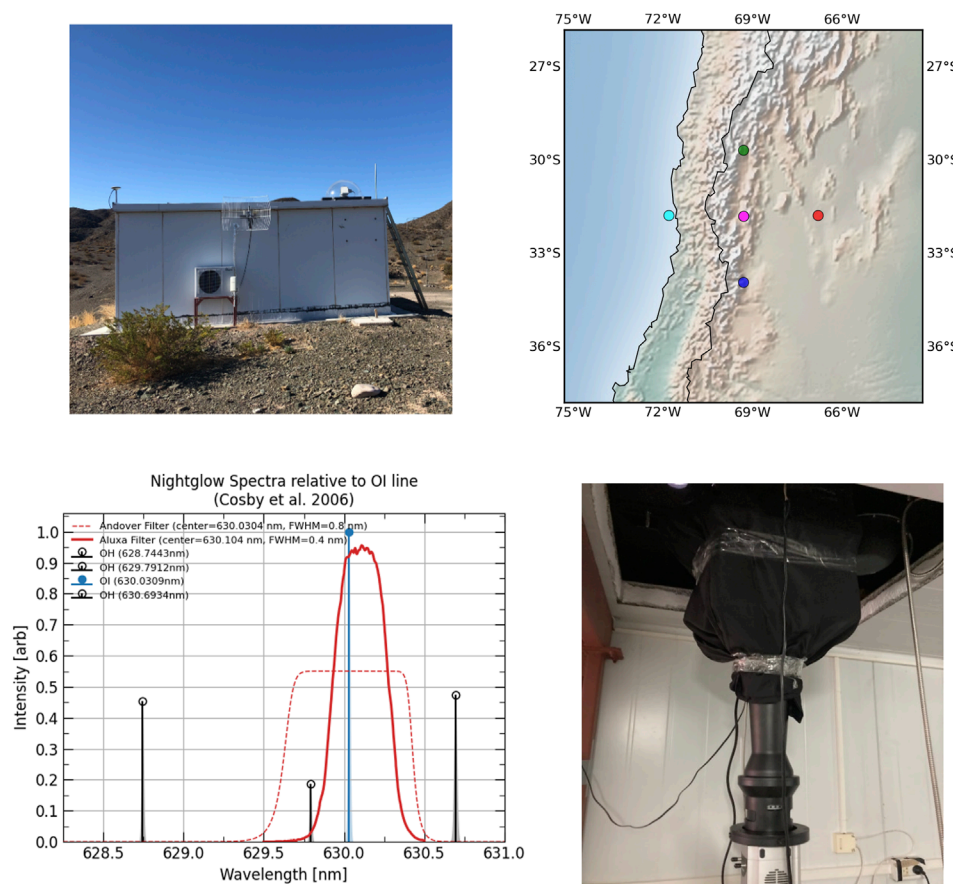 75°W 72°W 69°W 66°W
27°S 27°S
30°S 30°S
33°S 33°S
36°S 36°S
75°W 72°W 69°W 66°W
Nightglow Spectra relative to OI line
(Cosby et al. 2006)
Andover Filter (center=630.0304 nm, FWHM=0.8 nm)
Aluxa Filter (center=630.104 nm, FWHM=0.4 nm)
OH (628.7443nm)
OH (629.7912nm)
OI (630.0309nm)
OH (630.6934nm)
Intensity [arb]
1.0
0.9
0.8
0.7
0.6
0.5
0.4
0.3
0.2
0.1
0.0
628.5 629.0 629.5 630.0 630.5 631.0
Wavelength [nm]